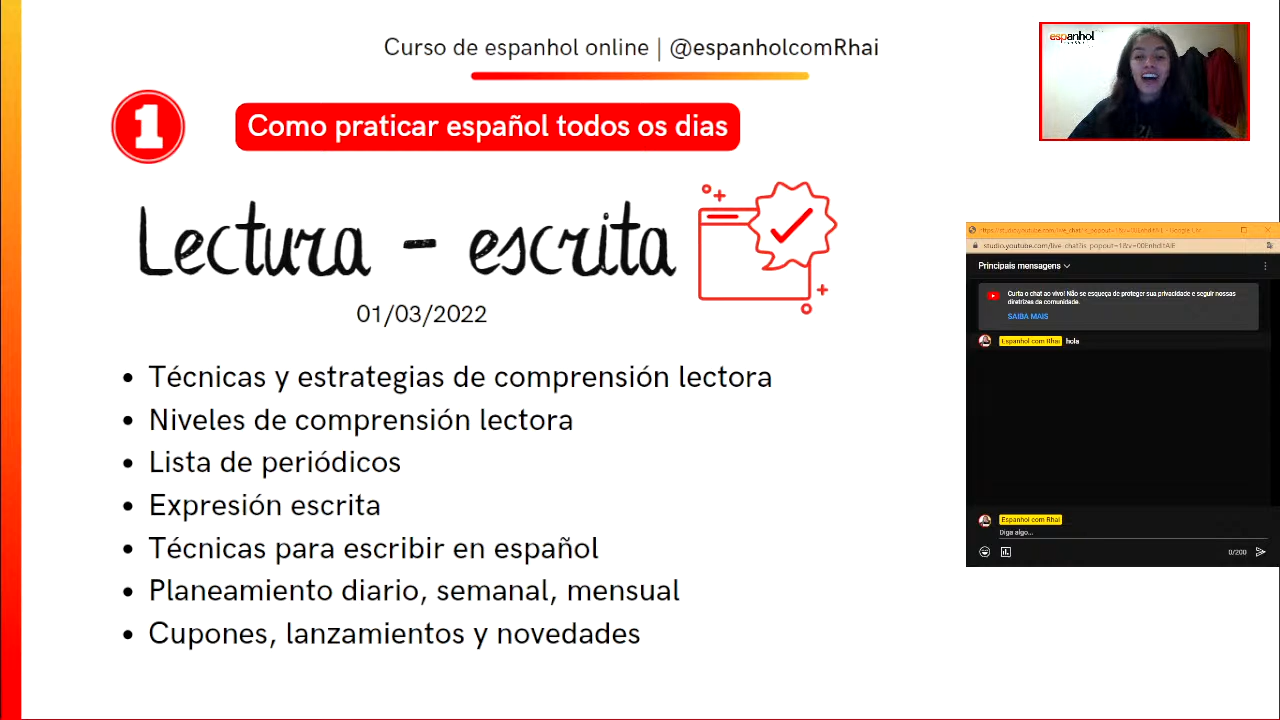 Curso de espanhol online | @espanholcomRhai
espanhol
1
Como praticar español todos os dias
Lectura - escrita
01/03/2022
• Técnicas y estrategias de comprensión lectora
• Niveles de comprensión lectora
• Lista de periódicos
• Expresión escrita
• Técnicas para escribir en español
• Planeamiento diario, semanal, mensual
• Cupones, lanzamientos y novedades
Principais mensagens
Curta o chat ao vivo! Não se esqueça de proteger sua privacidade e seguir nossas
diretrizes da comunidade.
SAIBA MAIS
Espanhol com Rhai hola
Espanhol com Rhai
Diga algo...
0/200